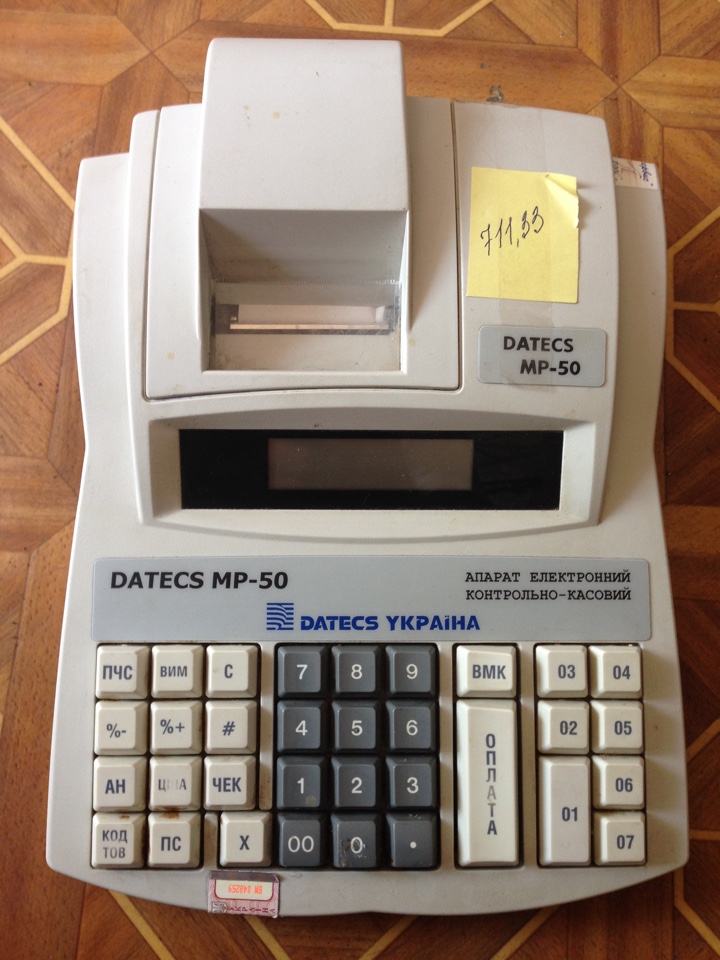 711,33
DATECS
MP-50
DATECS MP-50
АПАРАТ ЕЛЕКТРОННИЙ
КОНТРОЛЬНО-КАСОВИЙ
DATECS УКРАЇНА
ПЧС ВИМ С 7 8 9 ВМК 03 04
%- %+ # 4 5 6 ОПЛАТА 02 05
АН ЦІНА ЧЕК 1 2 3 01 06
КОД ТОВ ПС X 00 0 . 07
ВМ 048259